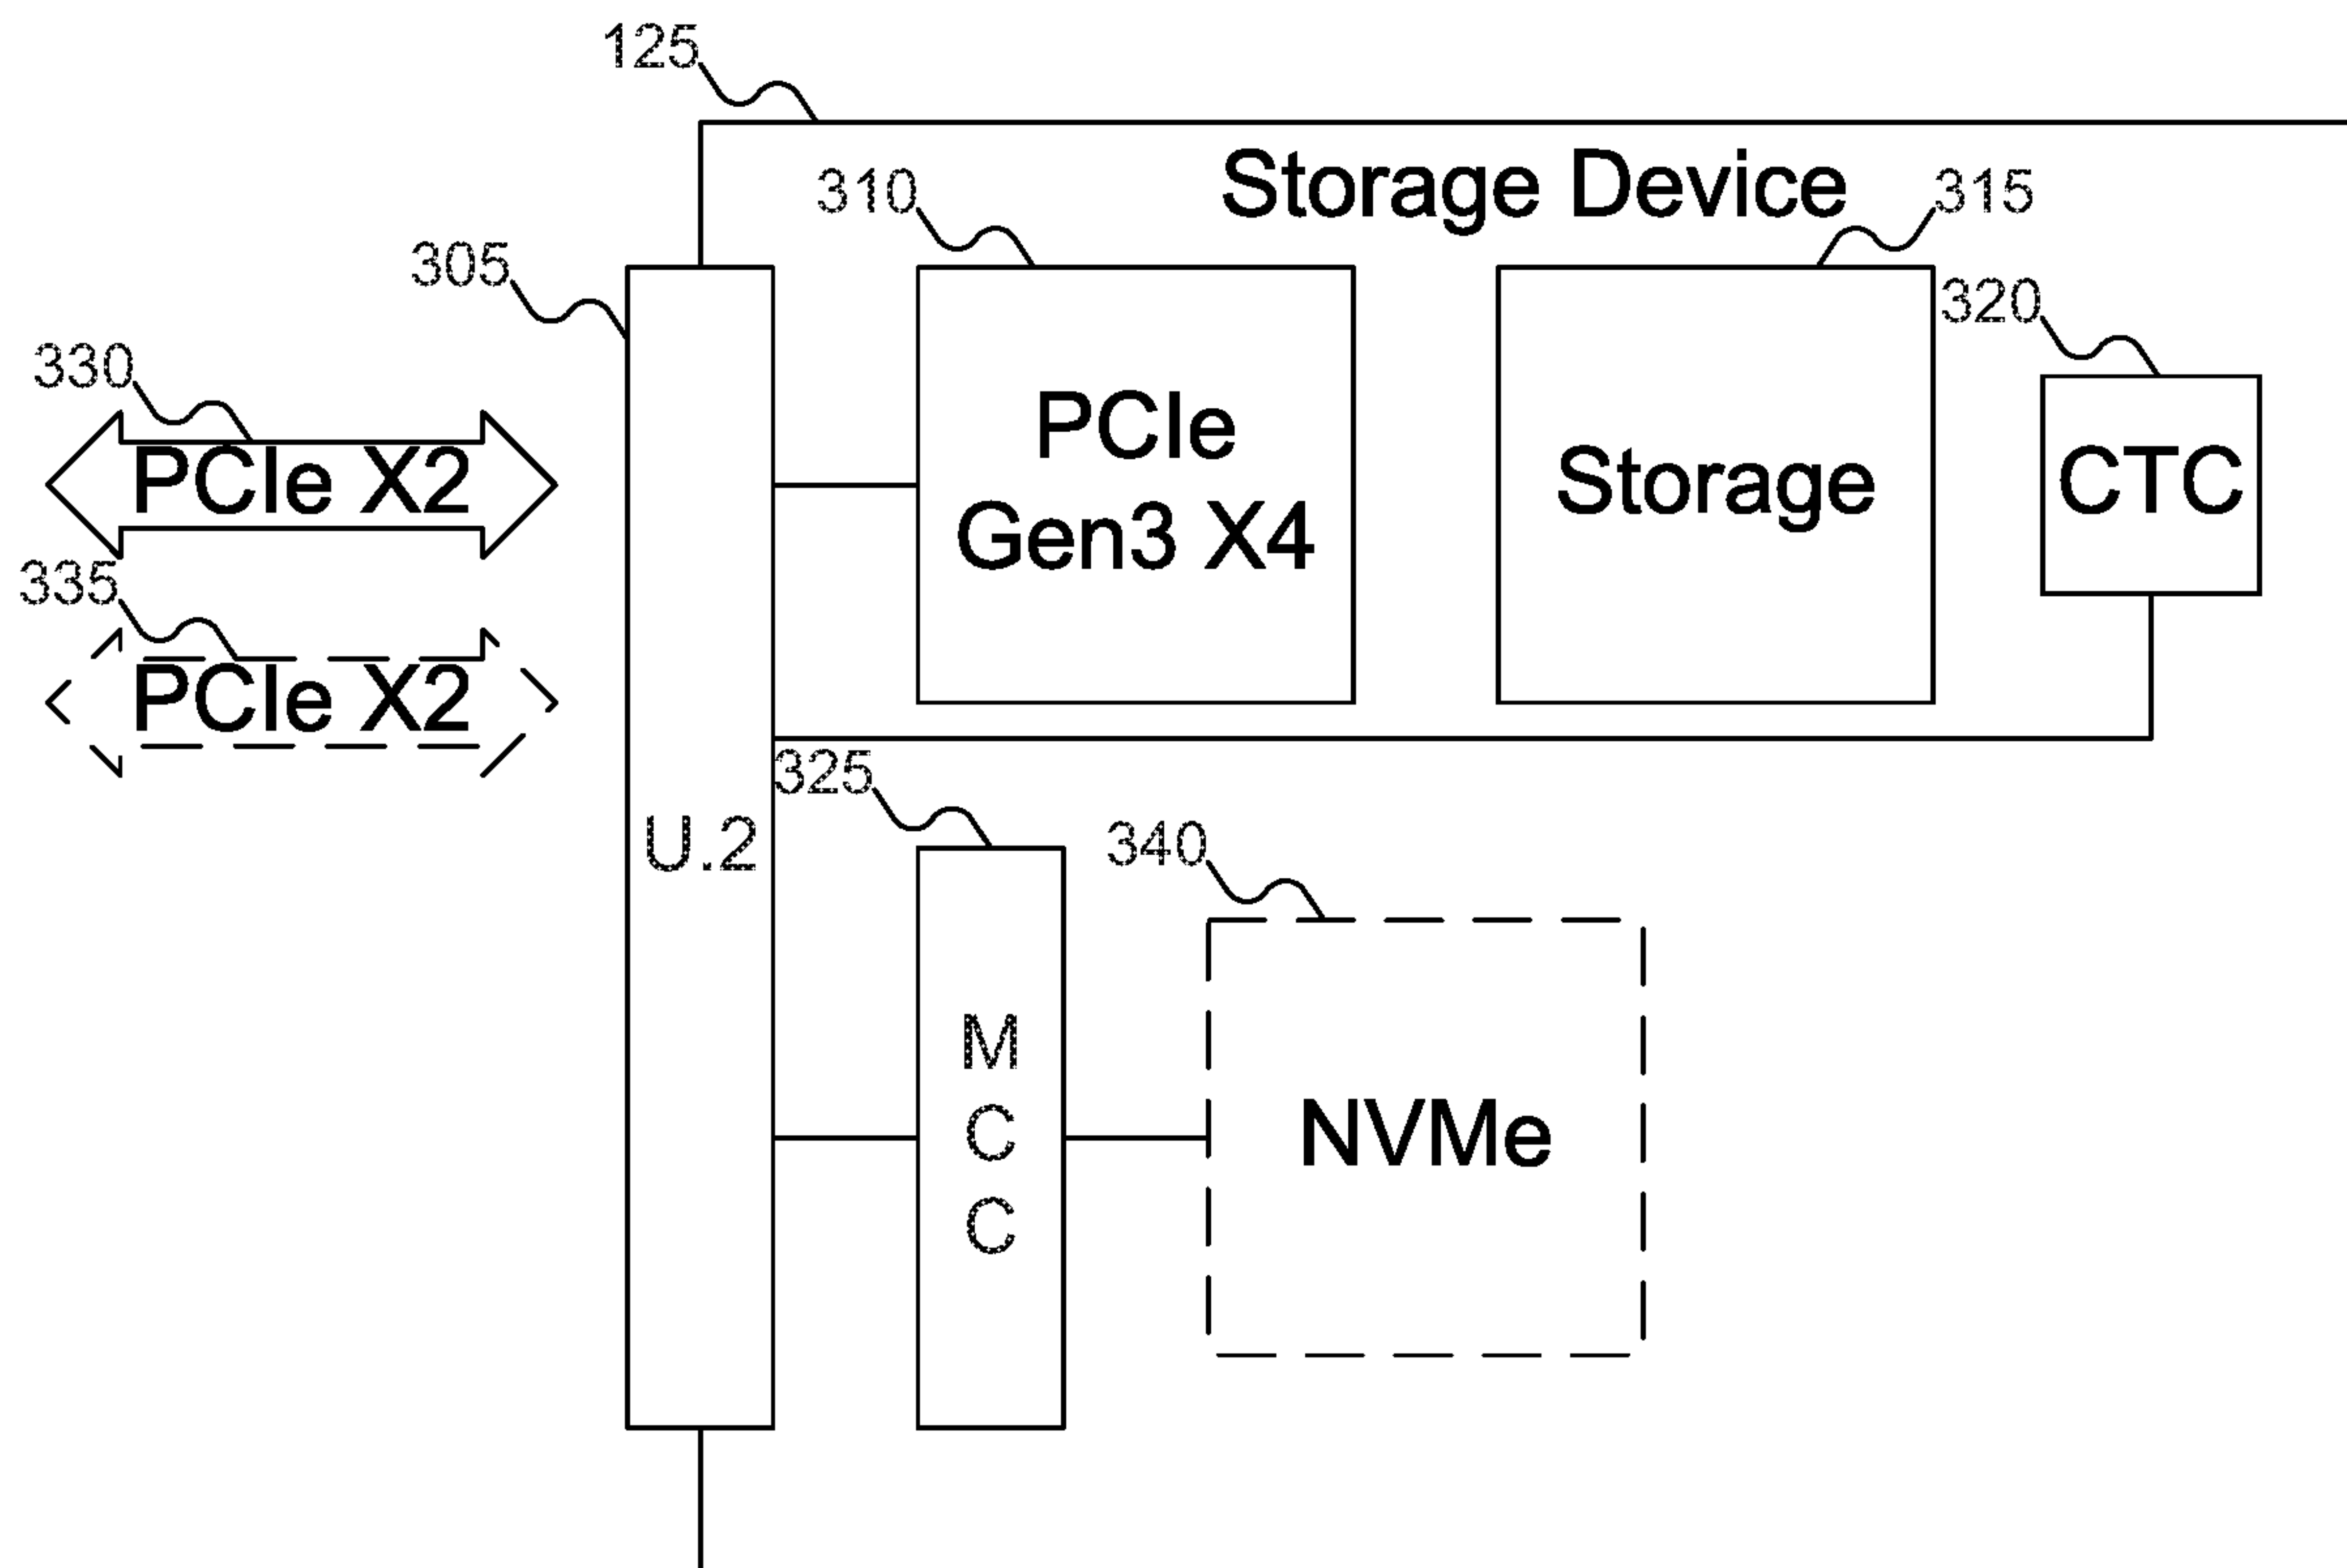 125
Storage Device
310
315
305
320
330
PCIe X2
PCIe
Gen3 X4
Storage
CTC
335
PCIe X2
325
U.2
340
M
C
C
NVMe